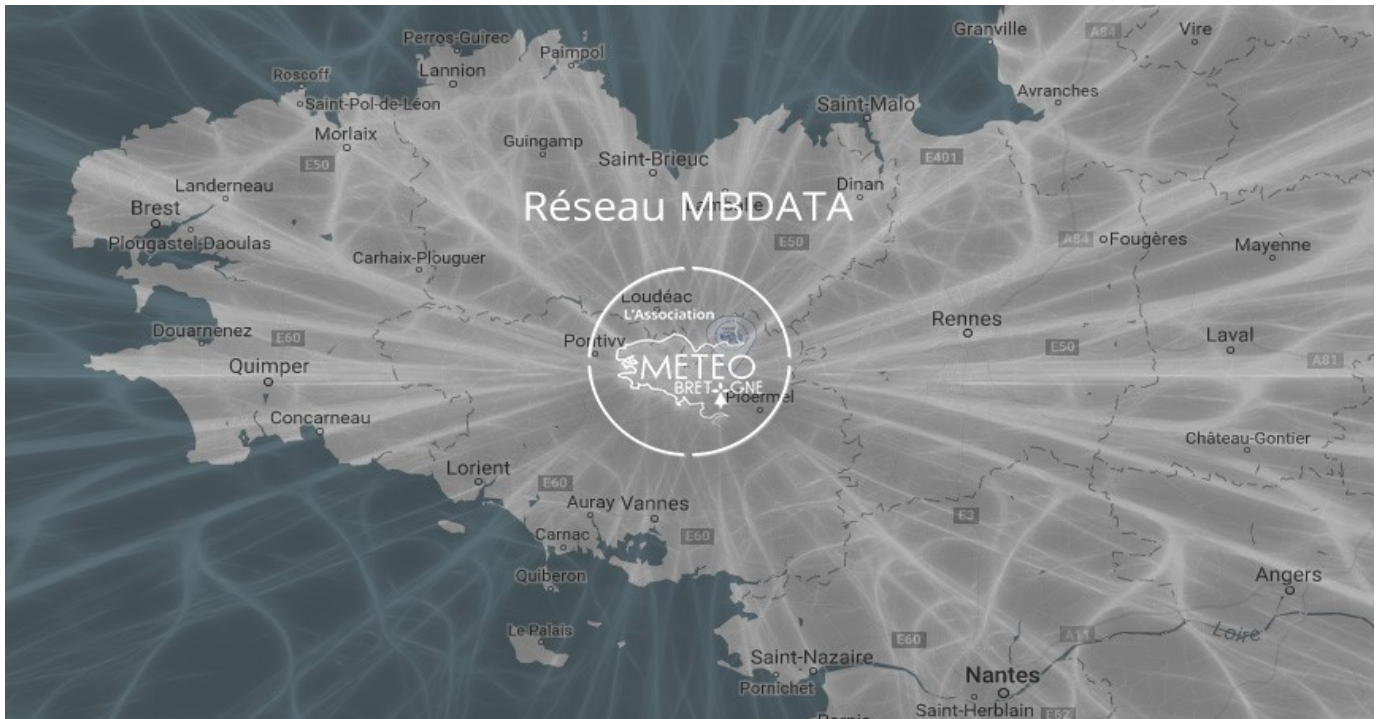 Granville
A84
Vire
Perros-Guirec
Paimpol
Lannion
Roscoff
Saint-Pol-de-Léon
Avranches
Saint-Malo
Morlaix
Guingamp
Saint-Brieuc
E50
E401
Landerneau
Dinan
Réseau MBDATA
Brest
Plougastel-Daoulas
E50
A84
Fougères
Mayenne
Carhaix-Plouguer
Loudéac
L'Association
Rennes
Douarnenez
E60
Pontivy
E50
Laval
A81
Quimper
METEO
BRETAGNE
Ploërmel
Concarneau
Château-Gontier
Lorient
E60
Auray
Vannes
E3
Carnac
E60
Quiberon
Angers
Le Palais
E60
A11
Loire
Saint-Nazaire
Pornichet
Nantes
Saint-Herblain
E62